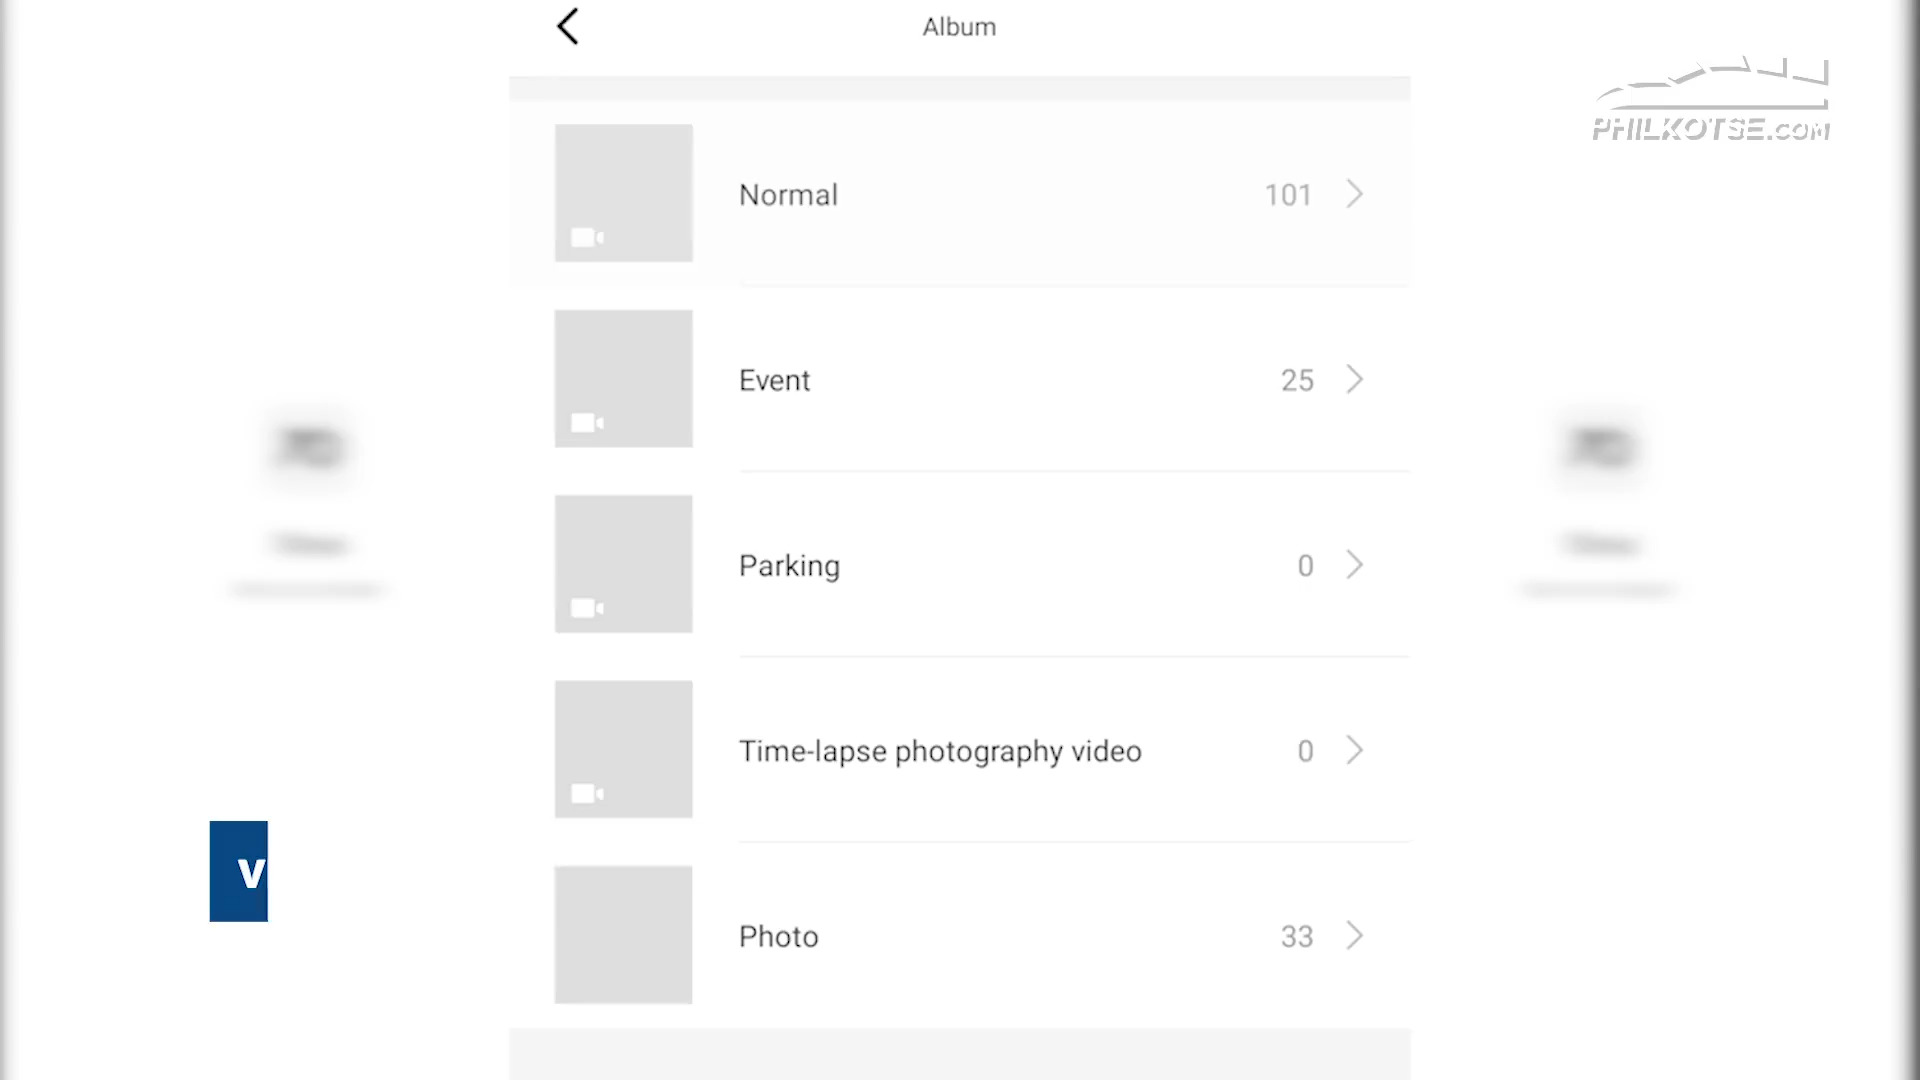 Album
PHILKOTSE.COM
Normal 101
Event 25
Parking 0
Time-lapse photography video 0
V
Photo 33